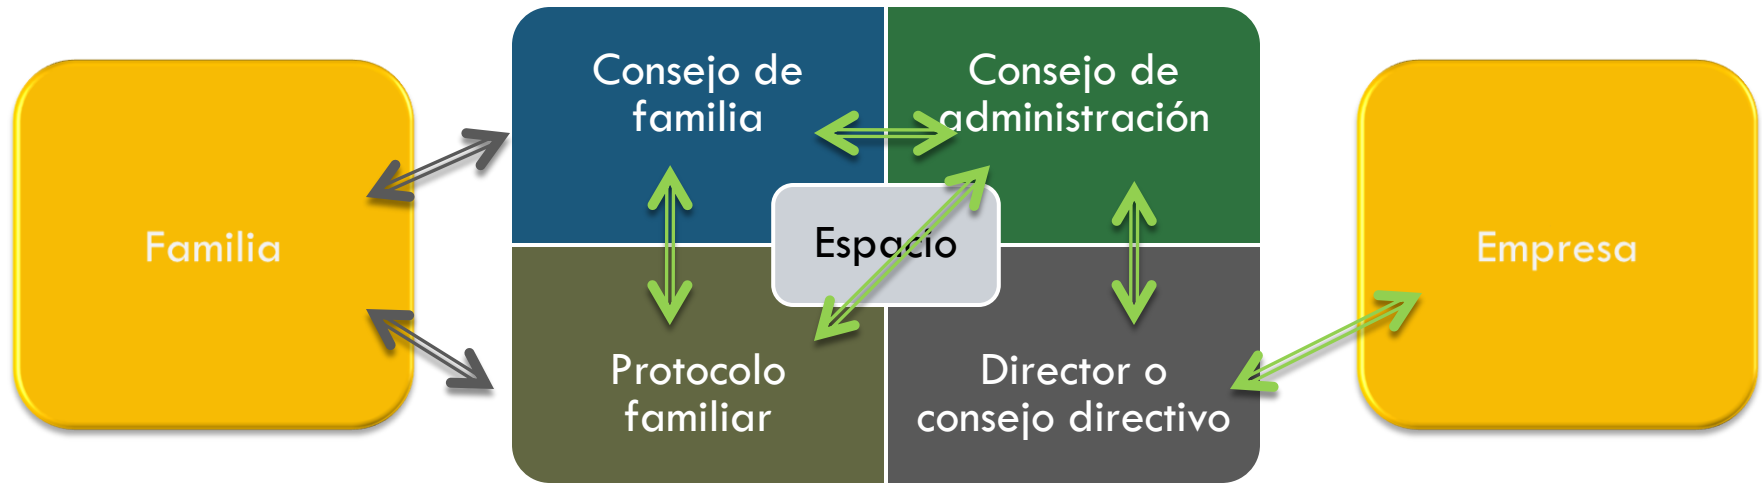 Familia
Consejo de
familia
Consejo de
administración
Espacio
Protocolo
familiar
Director o
consejo directivo
Empresa